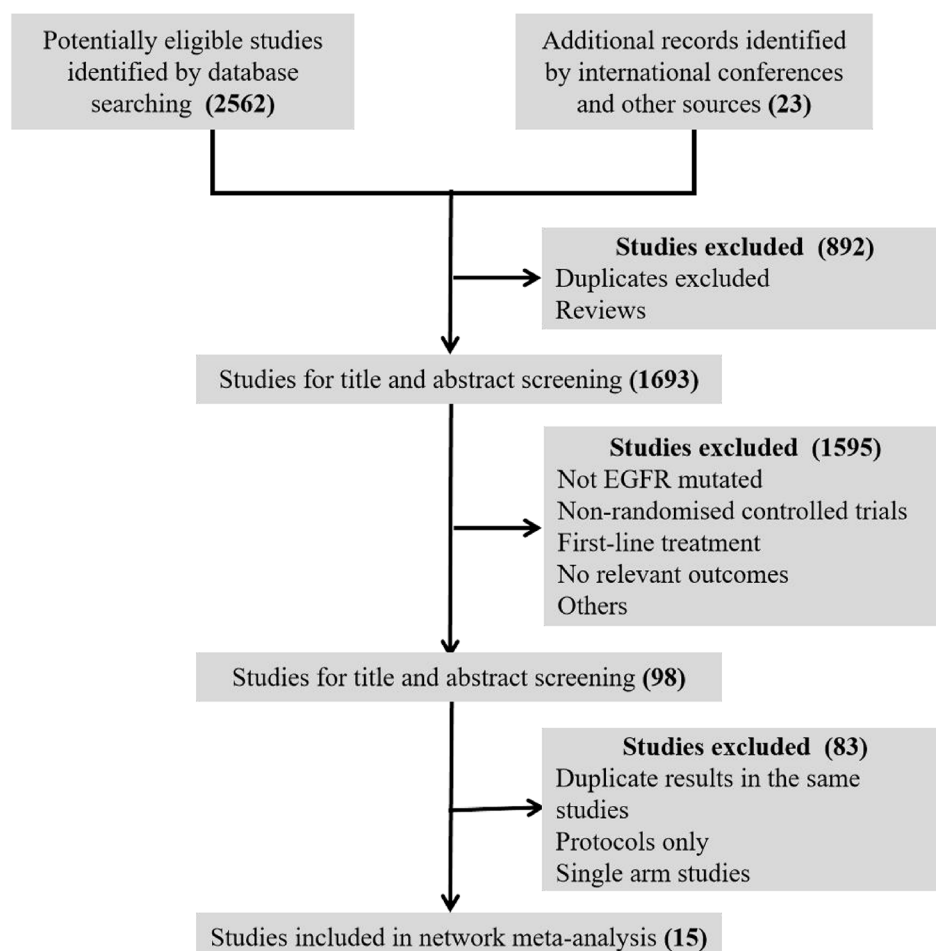 Potentially eligible studies
identified by database
searching (2562)
Additional records identified
by international conferences
and other sources (23)
Studies excluded (892)
Duplicates excluded
Reviews
Studies for title and abstract screening (1693)
Studies excluded (1595)
Not EGFR mutated
Non-randomised controlled trials
First-line treatment
No relevant outcomes
Others
Studies for title and abstract screening (98)
Studies excluded (83)
Duplicate results in the same
studies
Protocols only
Single arm studies
Studies included in network meta-analysis (15)